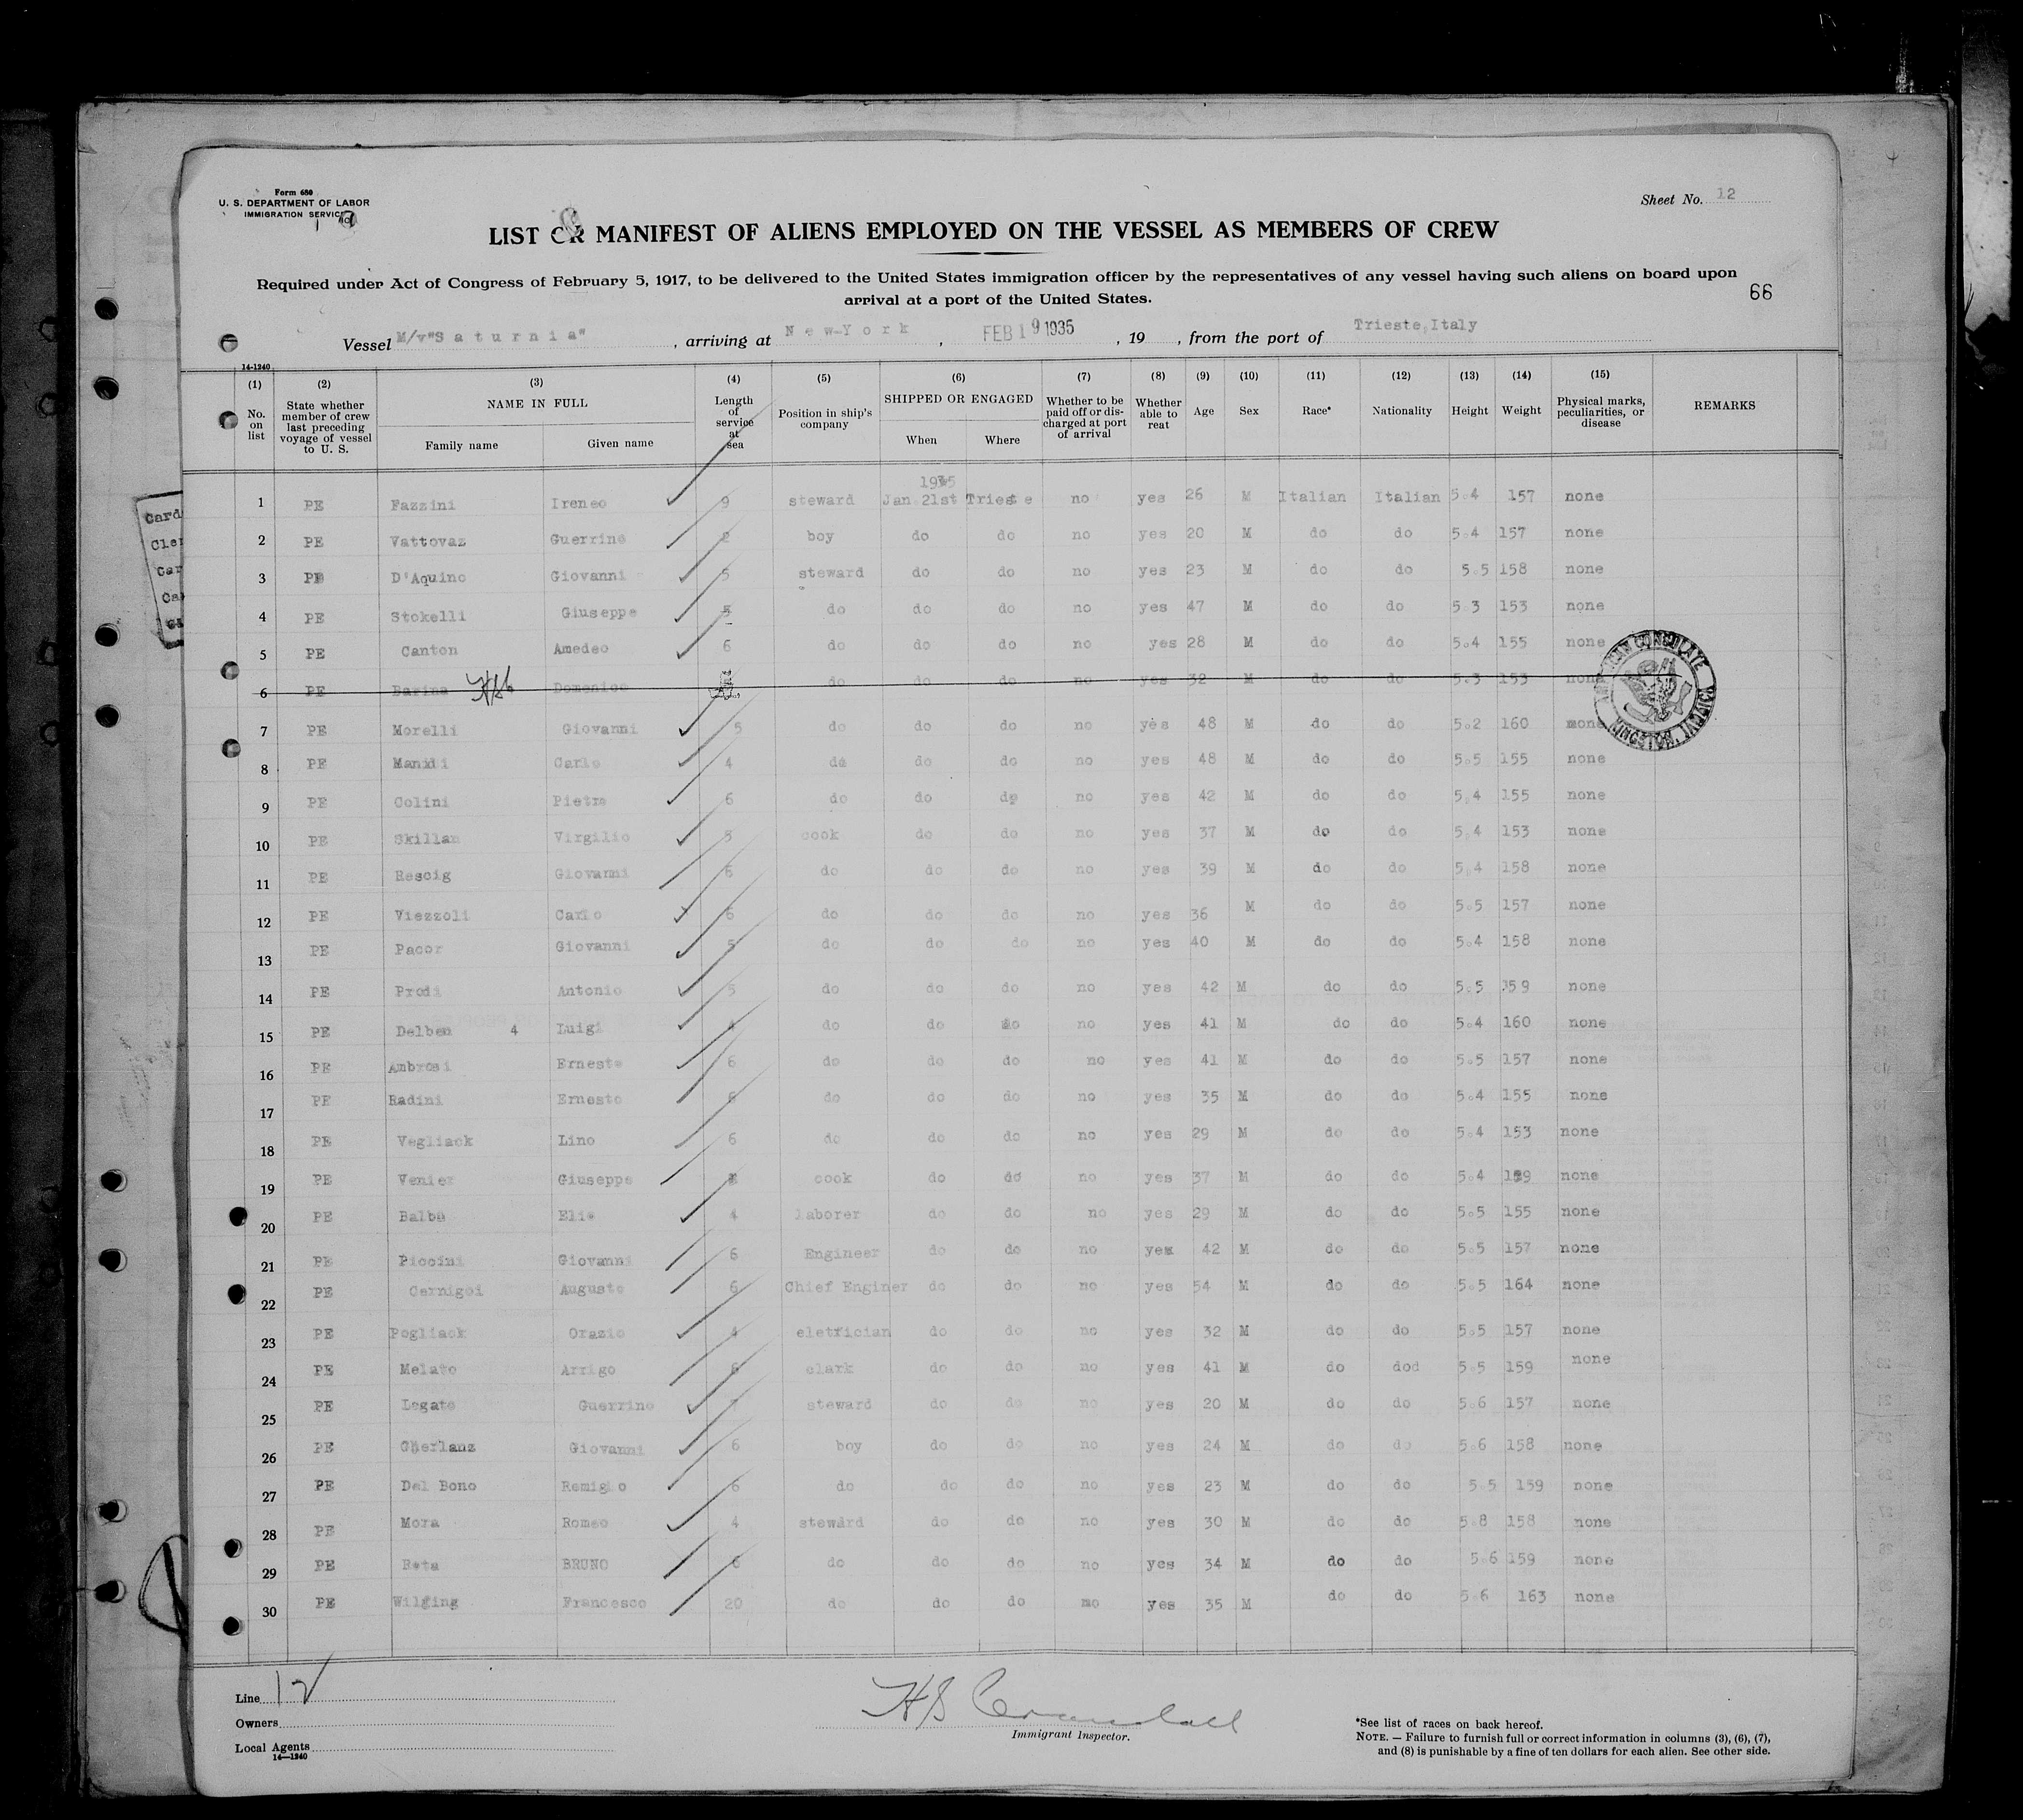 Form 680
U. S. DEPARTMENT OF LABOR
IMMIGRATION SERVICE
Sheet No. 12
LIST OR MANIFEST OF ALIENS EMPLOYED ON THE VESSEL AS MEMBERS OF CREW
Required under Act of Congress of February 5, 1917, to be delivered to the United States immigration officer by the representatives of any vessel having such aliens on board upon
arrival at a port of the United States.
66
Vessel M/v"S a t u r n i a" , arriving at N e w-Y o r k , FEB 19 1935 , 19 , from the port of Trieste,Italy
14-1240
(1) (2) (3) (4) (5) (6) (7) (8) (9) (10) (11) (12) (13) (14) (15)
No. on list State whether member of crew last preceding voyage of vessel to U. S. NAME IN FULL Family name Given name Length of service at sea Position in ship's company SHIPPED OR ENGAGED When Where Whether to be paid off or discharged at port of arrival Whether able to reat Age Sex Race* Nationality Height Weight Physical marks, peculiarities, or disease REMARKS
1935
1 PE Fazzini Ireneo 9 steward Jan.21st Trieste no yes 26 M Italian Italian 5.4 157 none
2 PE Vattovaz Guerrino boy do do no yes 20 M do do 5.4 157 none
3 PE D'Aquino Giovanni 5 steward do do no yes 23 M do do 5.5 158 none
4 PE Stokelli Giuseppe 5 do do do no yes 47 M do do 5.3 153 none
5 PE Canton Amedeo 6 do do do no yes 28 M do do 5.4 155 none
6 PE Barina Domenico do do do no yes 32 M do do 5.3 153 none
7 PE Morelli Giovanni 5 do do do no yes 48 M do do 5.2 160 mone
8 PE Carlo 4 do do do no yes 48 M do do 5.5 155 none
9 PE Colini Pietro 6 do do do no yes 42 M do do 5.4 155 none
10 PE Skillan Virgilio 5 cook do do no yes 37 M do do 5.4 153 none
11 PE Rescig Giovanni 6 do do do no yes 39 M do do 5.4 158 none
12 PE Viezzoli Carlo 6 do do do no yes 36 M do do 5.5 157 none
13 PE Pacor Giovanni 5 do do do no yes 40 M do do 5.4 158 none
14 PE Prodi Antonio 5 do do do no yes 42 M do do 5.5 159 none
15 PE Delben 4 Luigi 4 do do do no yes 41 M do do 5.4 160 none
16 PE Ambrosi Ernesto 6 do do do no yes 41 M do do 5.5 157 none
17 PE Radini Ernesto 6 do do do no yes 35 M do do 5.4 155 none
18 PE Vegliack Lino 6 do do do no yes 29 M do do 5.4 153 none
19 PE Venier Giuseppe cook do do no yes 37 M do do 5.4 none
20 PE Balba Elio 4 laborer do do no yes 29 M do do 5.5 155 none
21 PE Piccini Giovanni 6 Engineer do do no yes 42 M do do 5.5 157 none
22 PE Cernigoi Augusto 6 Chief Enginer do do no yes 54 M do do 5.5 164 none
23 PE Pogliack Orazio 4 eletrician do do no yes 32 M do do 5.5 157 none
24 PE Melato Arrigo 6 clark do do no yes 41 M do dod 5.5 159 none
25 PE Legato Guerrino 7 steward do do no yes 20 M do do 5.6 157 none
26 PE Gherlanz Giovanni 6 boy do do no yes 24 M do do 5.6 158 none
27 PE Del Bono Remigio 6 do do do no yes 23 M do do 5.5 159 none
28 PE Mora Romeo 4 steward do do no yes 30 M do do 5.8 158 none
29 PE Reta BRUNO 6 do do do no yes 34 M do do 5.6 159 none
30 PE Wilfing Francesco 20 do do do mo yes 35 M do do 5.6 163 none
AMERICAN CONSULATE
KINGSTON, JAMAICA
Line 12
Owners
Local Agents
14—1240
HB Crandall
Immigrant Inspector.
*See list of races on back hereof.
NOTE. — Failure to furnish full or correct information in columns (3), (6), (7),
and (8) is punishable by a fine of ten dollars for each alien. See other side.